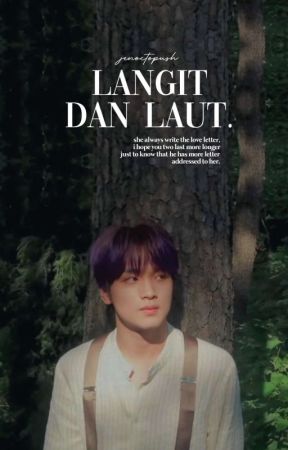 jenoctopush
LANGIT
DAN LAUT.
she always write the love letter.
i hope you two last more longer
just to know that he has more letter
addressed to her.